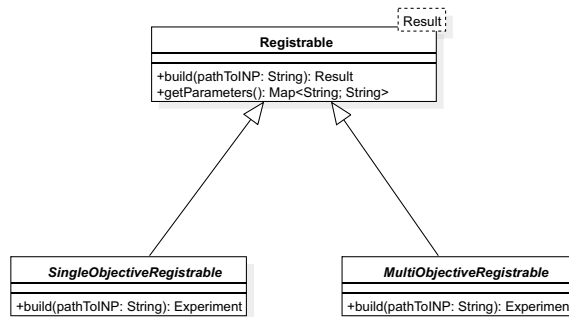 Result
Registrable
+build(pathToINP: String): Result
+getParameters(): Map<String; String>
SingleObjectiveRegistrable
+build(pathToINP: String): Experiment
MultiObjectiveRegistrable
+build(pathToINP: String): Experiment